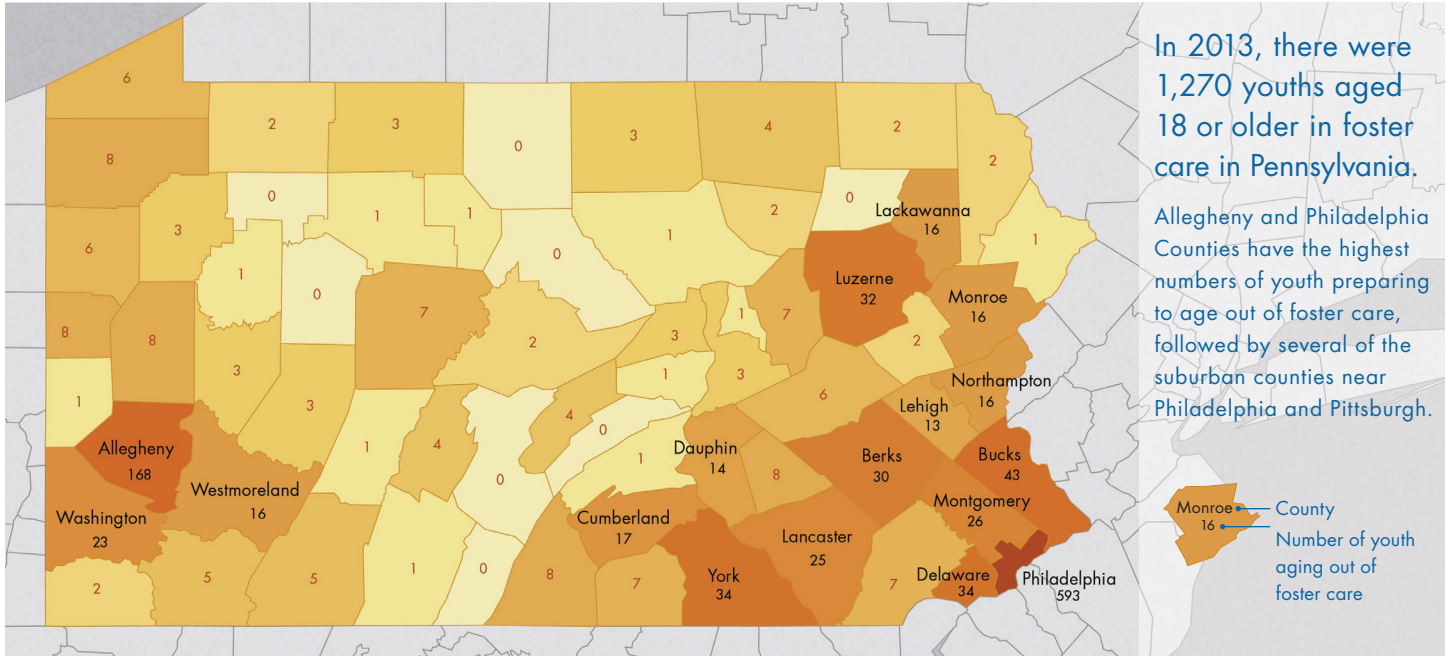 In 2013, there were
1,270 youths aged
18 or older in foster
care in Pennsylvania.
Allegheny and Philadelphia
Counties have the highest
numbers of youth preparing
to age out of foster care,
followed by several of the
suburban counties near
Philadelphia and Pittsburgh.
Monroe
16
County
Number of youth
aging out of
foster care
6
2
3
0
3
4
2
2
8
0
1
1
2
0
Lackawanna
16
3
6
1
1
0
1
0
Luzerne
32
Monroe
16
7
7
8
8
2
3
1
2
3
3
1
3
6
Northampton
16
1
4
0
Lehigh
13
Allegheny
168
1
4
0
1
Dauphin
14
8
Berks
30
Bucks
43
Westmoreland
16
Washington
23
Cumberland
17
Lancaster
25
Montgomery
26
2
5
5
1
0
8
7
York
34
7
Delaware
34
Philadelphia
593